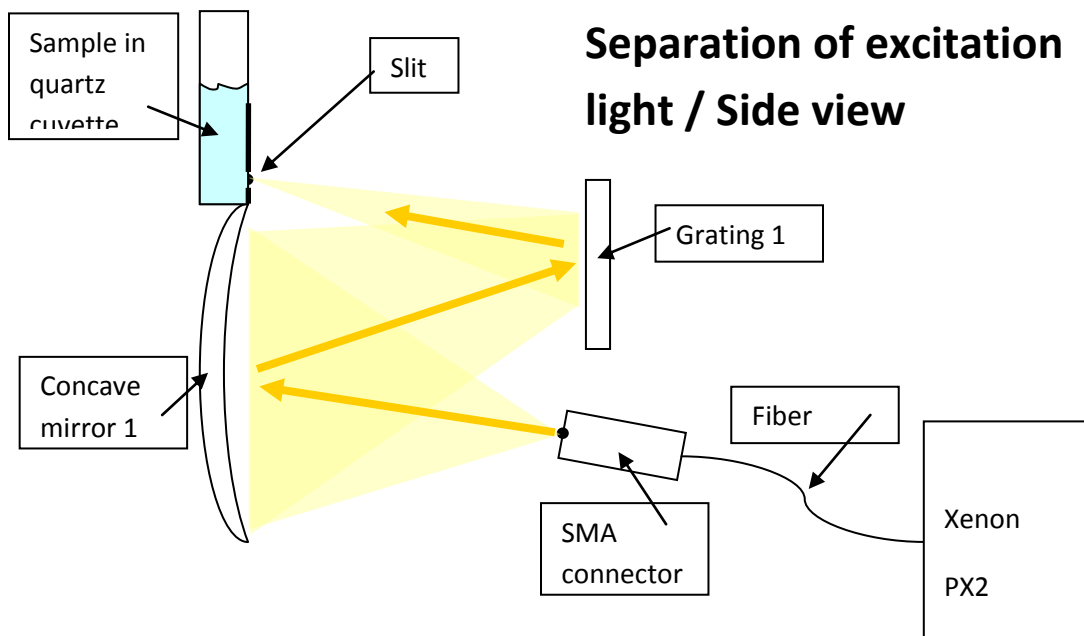 Separation of excitation
light / Side view
Sample in
quartz
cuvette
Slit
Grating 1
Concave
mirror 1
Fiber
SMA
connector
Xenon
PX2